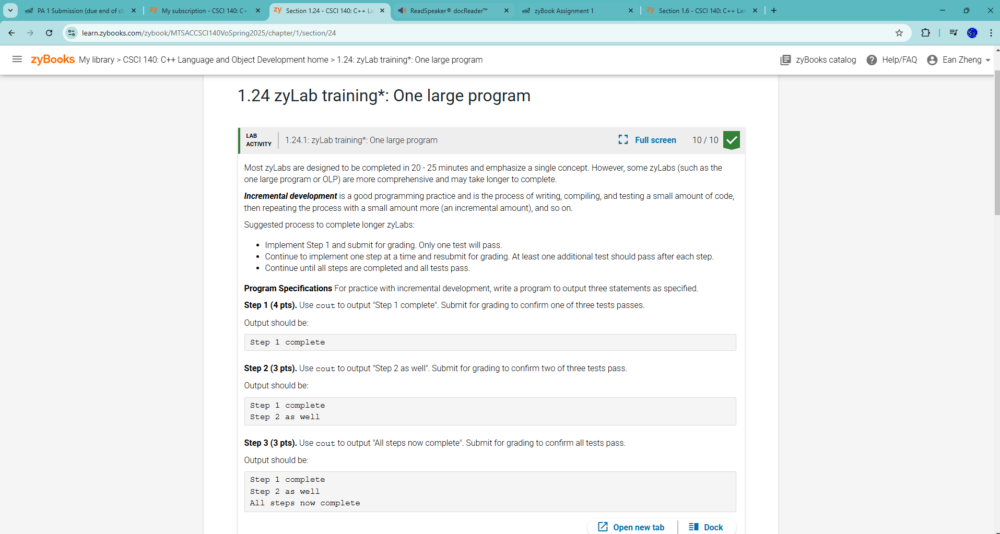 PA 1 Submission (due end of cl
zy My subscription - CSCI 140: C+
zy Section 1.24 - CSCI 140: C++ La
ReadSpeaker® docReader™
zyBook Assignment 1
zy Section 1.6 - CSCI 140: C++ Lan
learn.zybooks.com/zybook/MTSACCSCI140VoSpring2025/chapter/1/section/24
zyBooks My library > CSCI 140: C++ Language and Object Development home > 1.24: zyLab training*: One large program
zyBooks catalog
Help/FAQ
Ean Zheng
1.24 zyLab training*: One large program
LAB
ACTIVITY
1.24.1: zyLab training*: One large program
Full screen
10 / 10
Most zyLabs are designed to be completed in 20 - 25 minutes and emphasize a single concept. However, some zyLabs (such as the
one large program or OLP) are more comprehensive and may take longer to complete.
Incremental development is a good programming practice and is the process of writing, compiling, and testing a small amount of code,
then repeating the process with a small amount more (an incremental amount), and so on.
Suggested process to complete longer zyLabs:
• Implement Step 1 and submit for grading. Only one test will pass.
• Continue to implement one step at a time and resubmit for grading. At least one additional test should pass after each step.
• Continue until all steps are completed and all tests pass.
Program Specifications For practice with incremental development, write a program to output three statements as specified.
Step 1 (4 pts). Use cout to output "Step 1 complete". Submit for grading to confirm one of three tests passes.
Output should be:
Step 1 complete
Step 2 (3 pts). Use cout to output "Step 2 as well". Submit for grading to confirm two of three tests pass.
Output should be:
Step 1 complete
Step 2 as well
Step 3 (3 pts). Use cout to output "All steps now complete". Submit for grading to confirm all tests pass.
Output should be:
Step 1 complete
Step 2 as well
All steps now complete
Open new tab
Dock